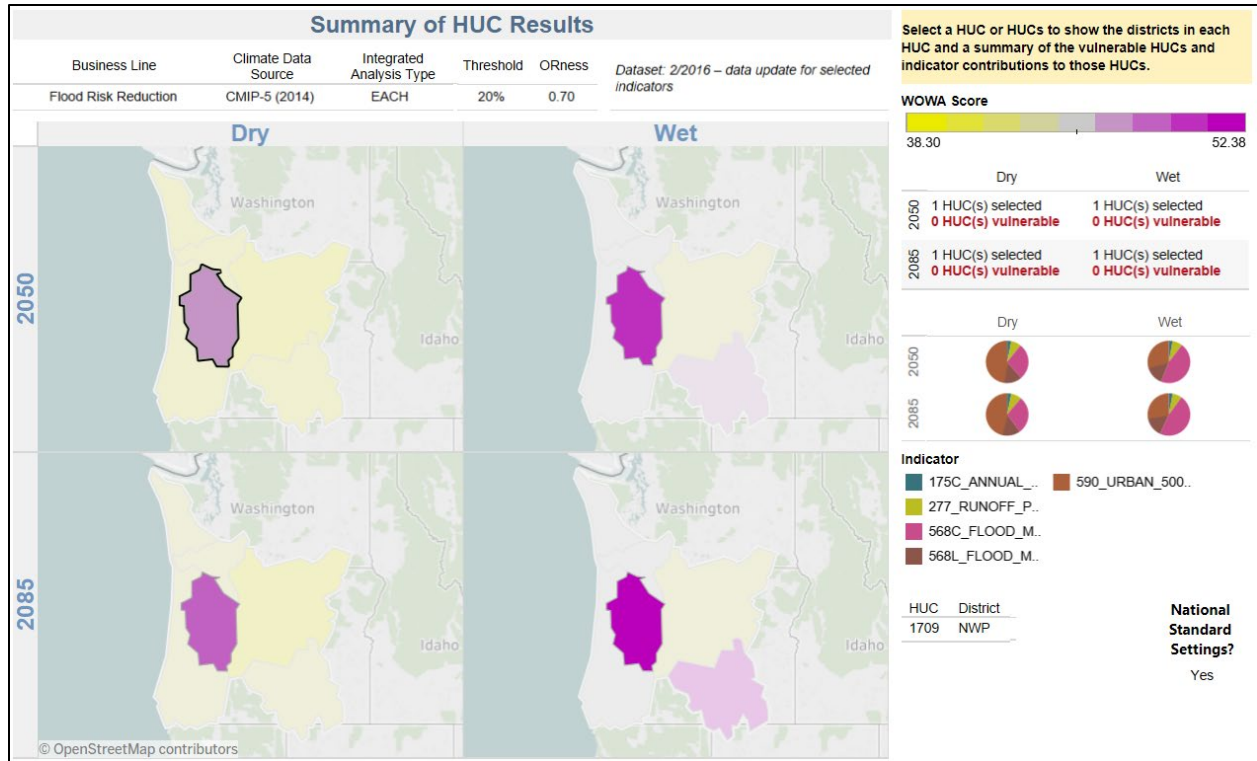 Summary of HUC Results
Business Line
Climate Data
Source
Integrated
Analysis Type
Threshold
ORness
Flood Risk Reduction
CMIP-5 (2014)
EACH
20%
0.70
Dataset: 2/2016 – data update for selected
indicators
Dry
Wet
2050
Washington
Idaho
Washington
Idaho
2085
Washington
Idaho
Washington
Idaho
© OpenStreetMap contributors
Select a HUC or HUCs to show the districts in each
HUC and a summary of the vulnerable HUCs and
indicator contributions to those HUCs.
WOWA Score
38.30
52.38
Dry
Wet
2050
1 HUC(s) selected
0 HUC(s) vulnerable
1 HUC(s) selected
0 HUC(s) vulnerable
2085
1 HUC(s) selected
0 HUC(s) vulnerable
1 HUC(s) selected
0 HUC(s) vulnerable
Dry
Wet
2050
2085
Indicator
175C_ANNUAL_..
590_URBAN_500..
277_RUNOFF_P..
568C_FLOOD_M..
568L_FLOOD_M..
HUC
District
1709
NWP
National
Standard
Settings?
Yes